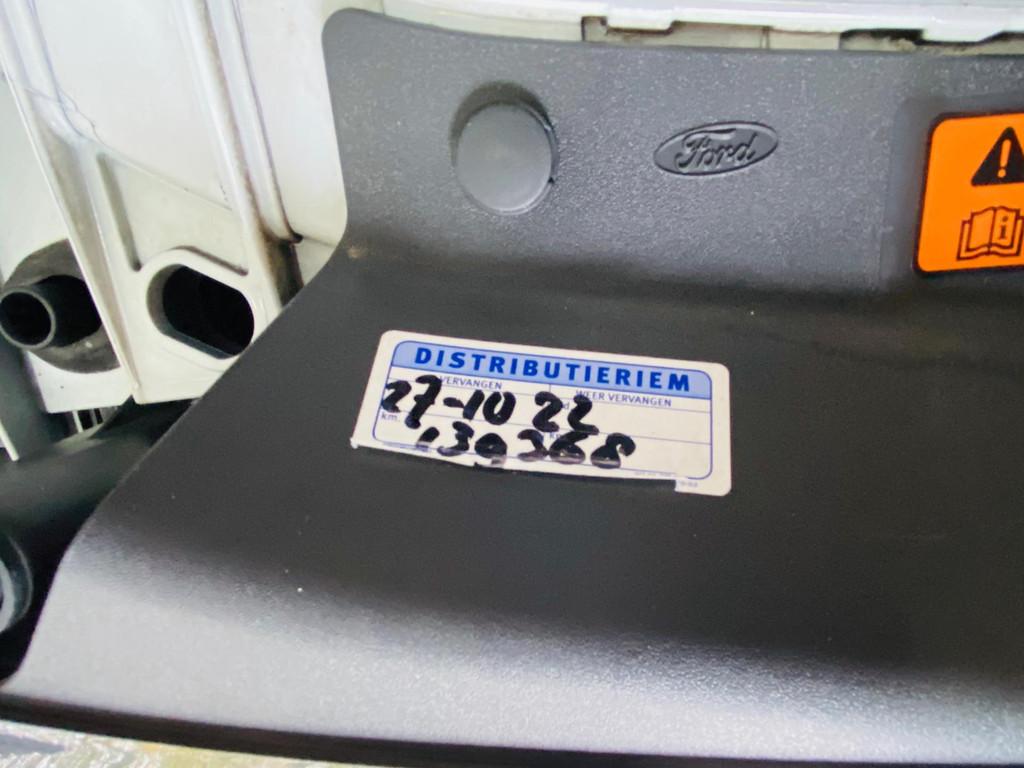 Ford
DISTRIBUTIERIEM
VERVANGEN WEER VERVANGEN
27-10 22
km.
139368